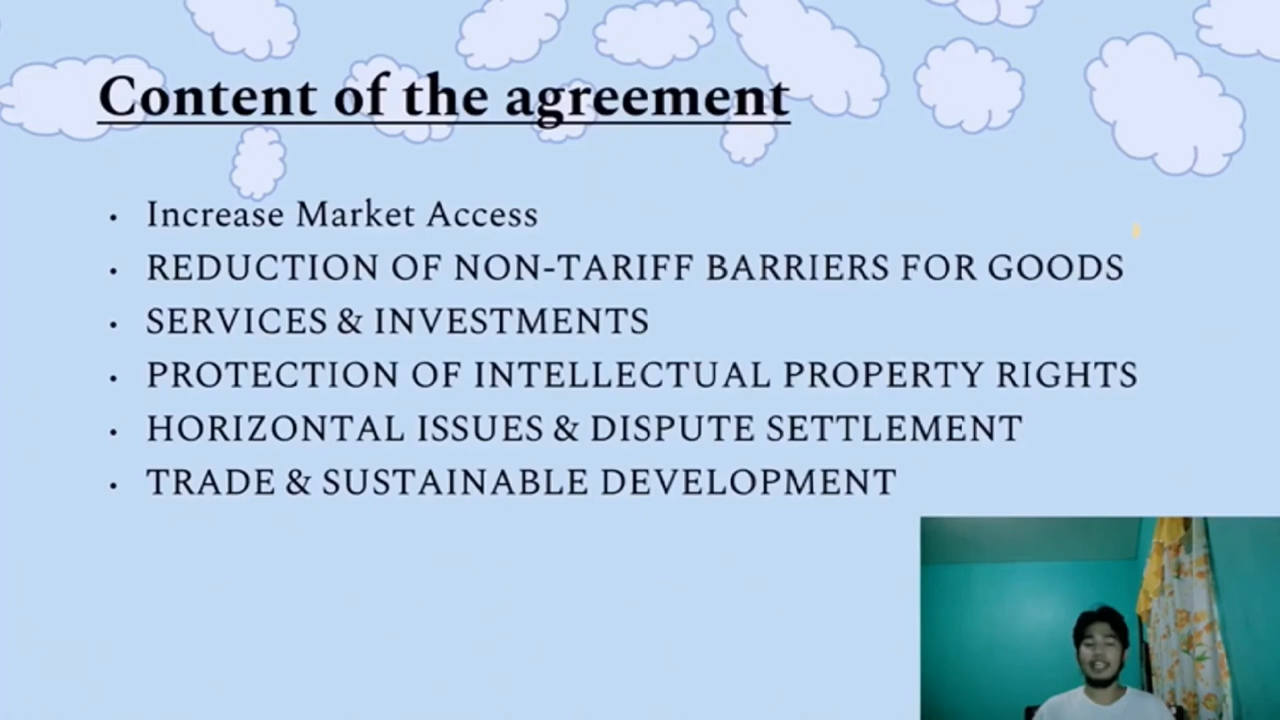 Content of the agreement
• Increase Market Access
• REDUCTION OF NON-TARIFF BARRIERS FOR GOODS
• SERVICES & INVESTMENTS
• PROTECTION OF INTELLECTUAL PROPERTY RIGHTS
• HORIZONTAL ISSUES & DISPUTE SETTLEMENT
• TRADE & SUSTAINABLE DEVELOPMENT